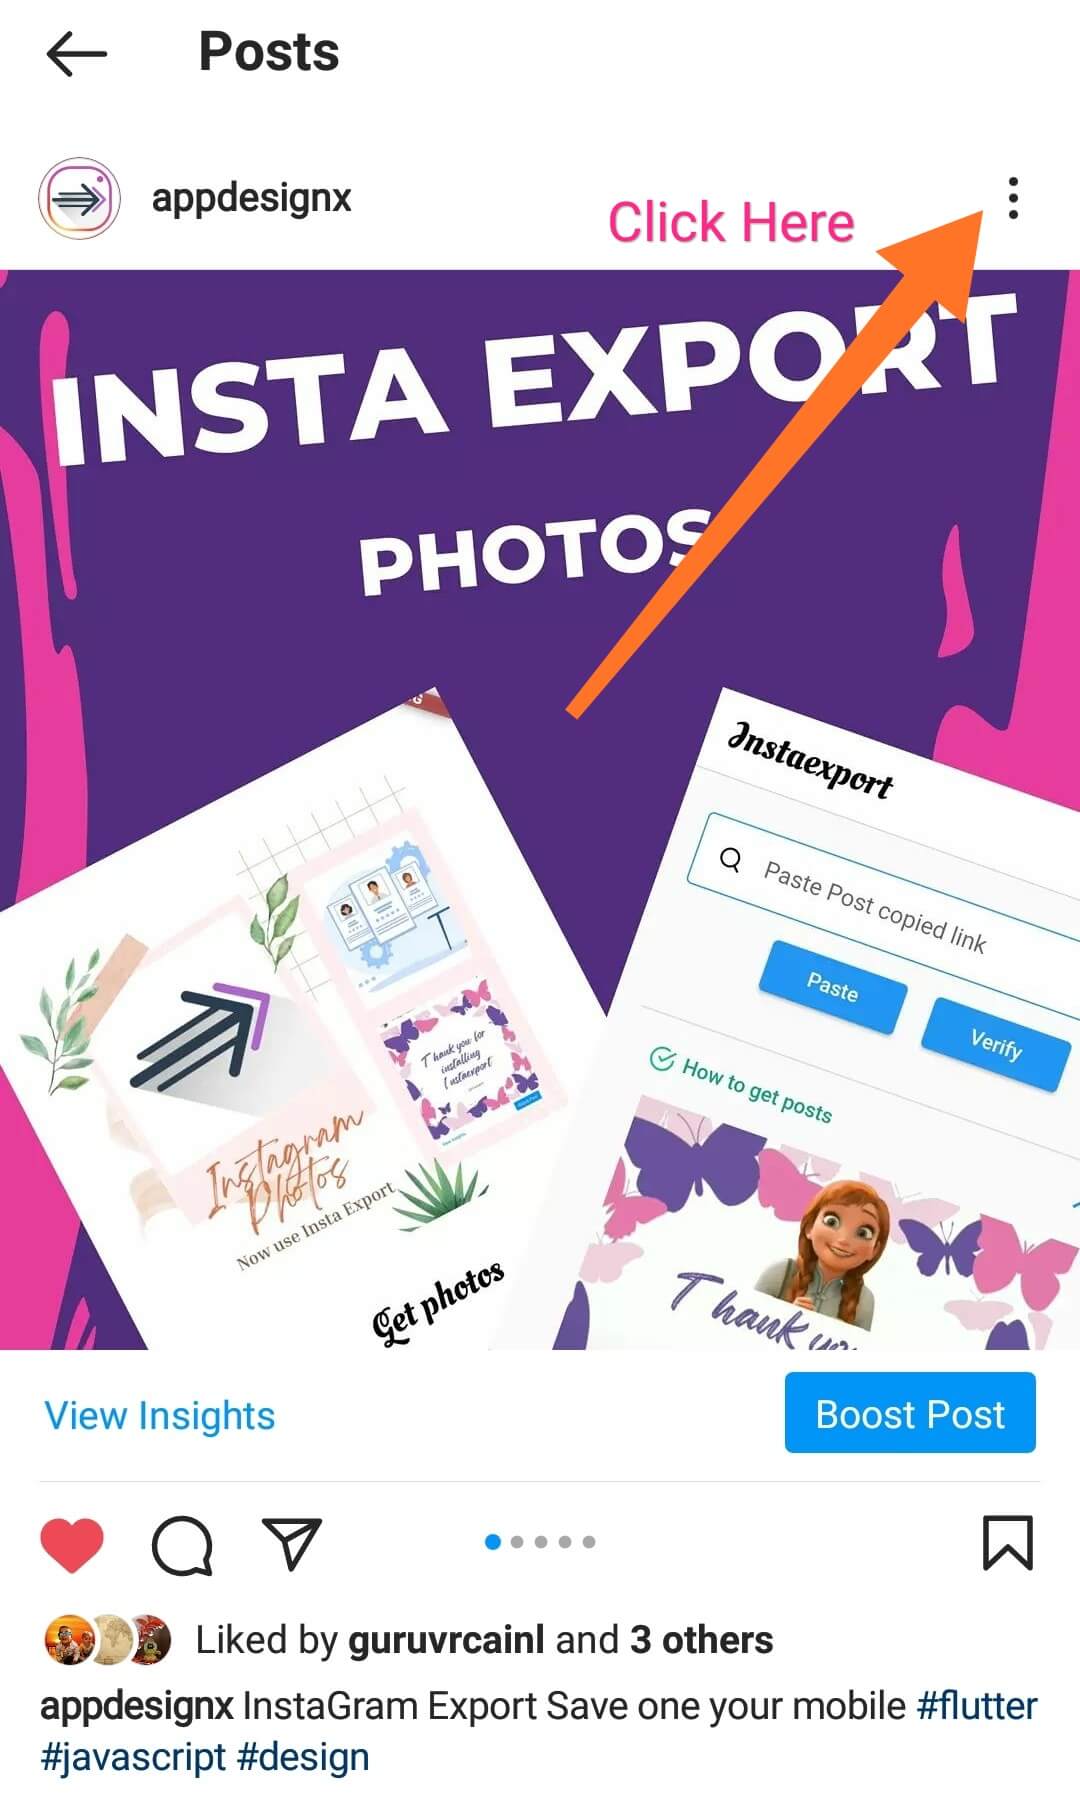 Posts
appdesignx
Click Here
INSTA EXPORT
PHOTOS
Instaexport
Paste Post copied link
Paste
Verify
How to get posts
Thank you for
installing
Instaexport
Instagram
Photos
Now use Insta Export
Get photos
Thank yo
View Insights
Boost Post
Liked by guruvrcainl and 3 others
appdesignx InstaGram Export Save one your mobile #flutter
#javascript #design